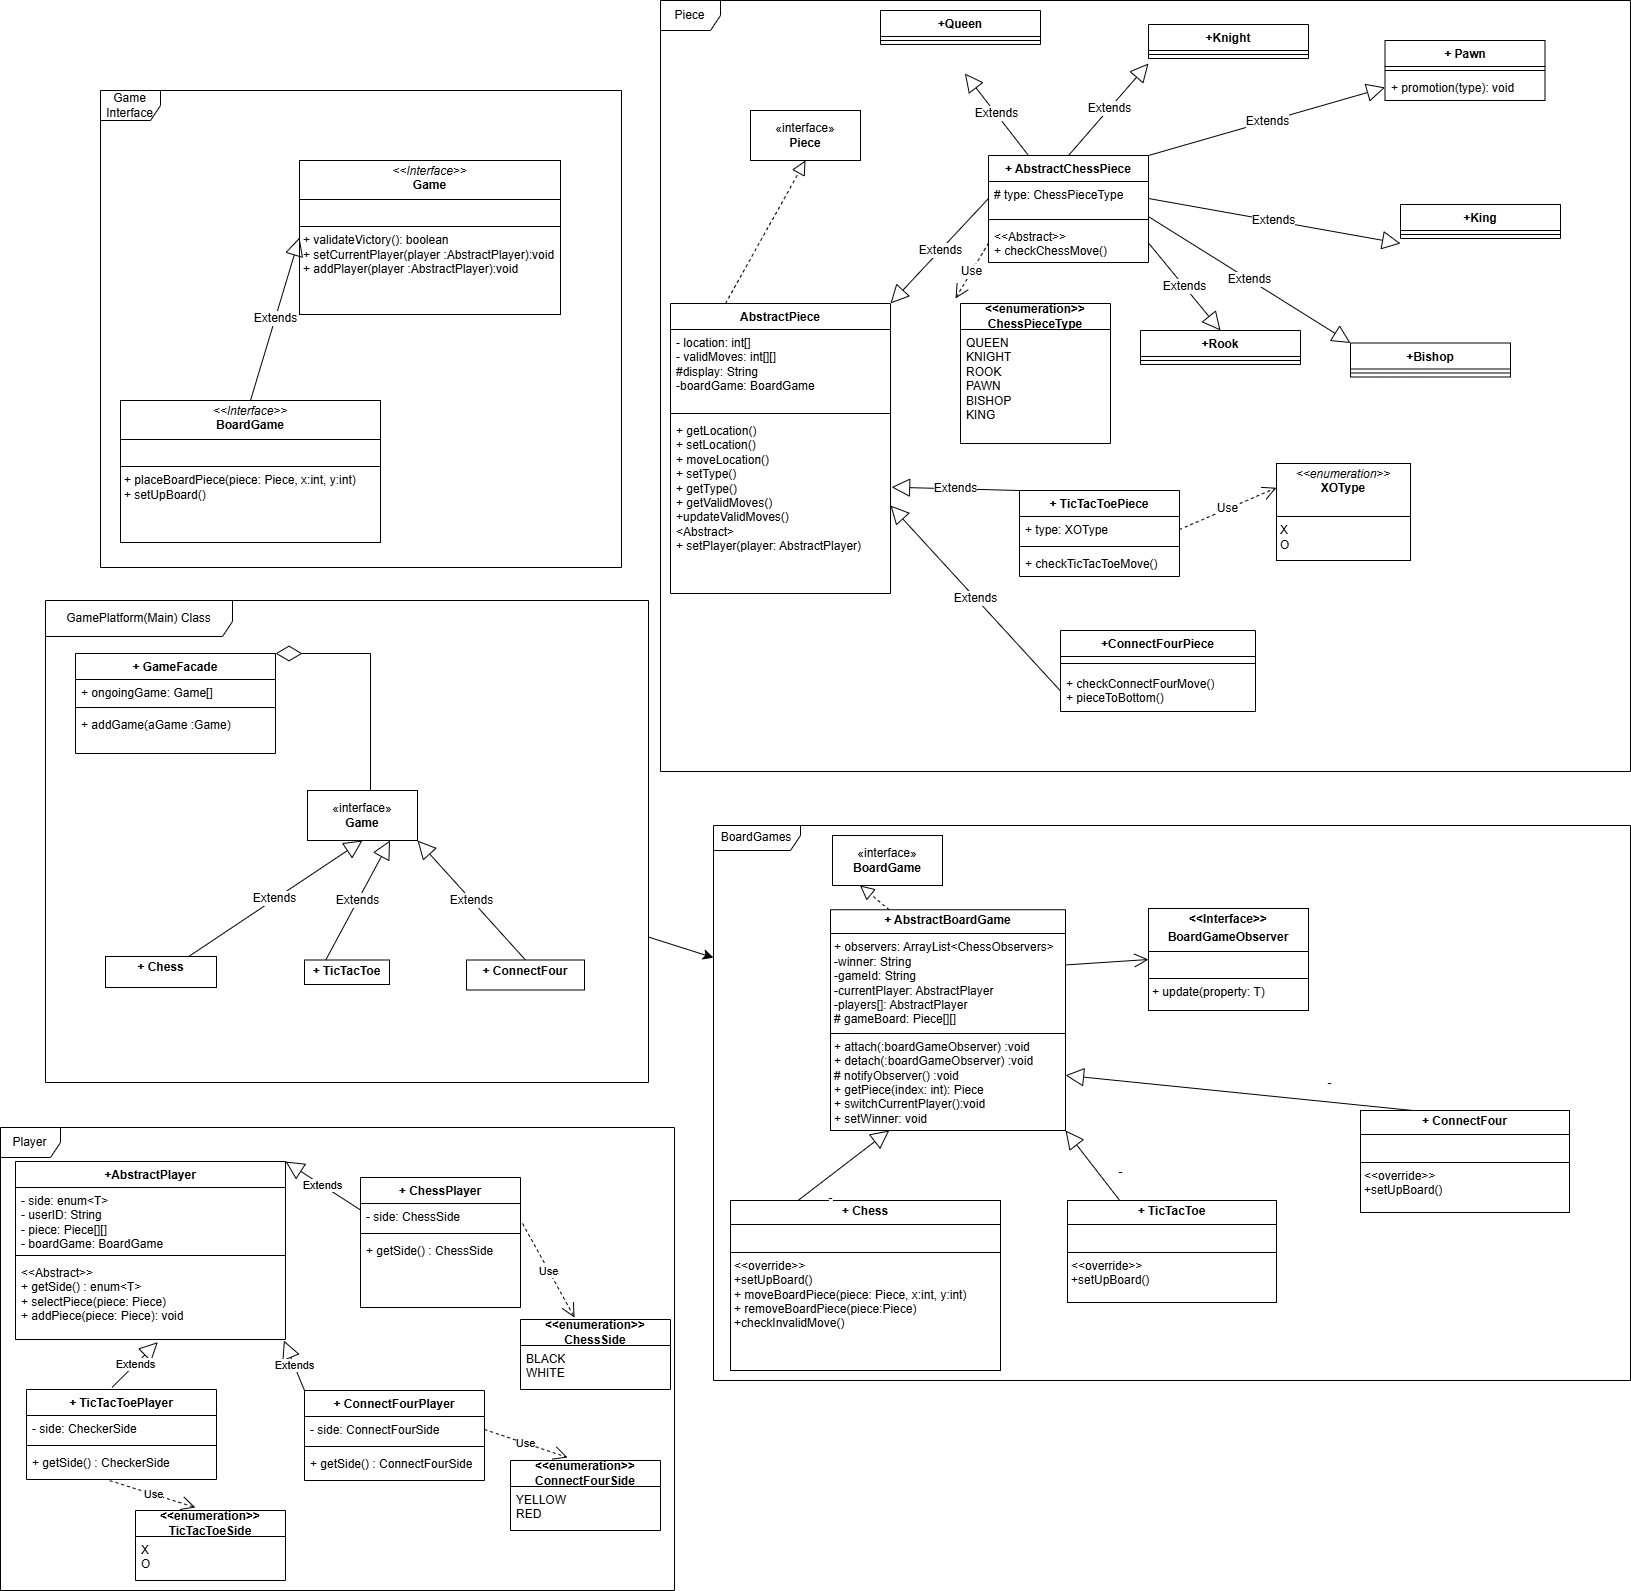 Game
Interface
<<Interface>>
Game
+ validateVictory(): boolean
+ setCurrentPlayer(player :AbstractPlayer):void
+ addPlayer(player :AbstractPlayer):void
Extends
<<Interface>>
BoardGame
+ placeBoardPiece(piece: Piece, x:int, y:int)
+ setUpBoard()
Piece
+Queen
+Knight
+ Pawn
+ promotion(type): void
Extends
Extends
Extends
«interface»
Piece
+ AbstractChessPiece
# type: ChessPieceType
<<Abstract>>
+ checkChessMove()
+King
Extends
Extends
Extends
Extends
Use
+Rook
+Bishop
AbstractPiece
- location: int[]
- validMoves: int[][]
#display: String
-boardGame: BoardGame
+ getLocation()
+ setLocation()
+ moveLocation()
+ setType()
+ getType()
+ getValidMoves()
+updateValidMoves()
<Abstract>
+ setPlayer(player: AbstractPlayer)
<<enumeration>>
ChessPieceType
QUEEN
KNIGHT
ROOK
PAWN
BISHOP
KING
Extends
+ TicTacToePiece
+ type: XOType
+ checkTicTacToeMove()
Use
<<enumeration>>
XOType
X
O
Extends
+ConnectFourPiece
+ checkConnectFourMove()
+ pieceToBottom()
GamePlatform(Main) Class
+ GameFacade
+ ongoingGame: Game[]
+ addGame(aGame :Game)
«interface»
Game
Extends
Extends
Extends
+ Chess
+ TicTacToe
+ ConnectFour
BoardGames
«interface»
BoardGame
+ AbstractBoardGame
+ observers: ArrayList<ChessObservers>
-winner: String
-gameId: String
-currentPlayer: AbstractPlayer
-players[]: AbstractPlayer
# gameBoard: Piece[][]
+ attach(:boardGameObserver) :void
+ detach(:boardGameObserver) :void
# notifyObserver() :void
+ getPiece(index: int): Piece
+ switchCurrentPlayer():void
+ setWinner: void
<<Interface>>
BoardGameObserver
+ update(property: T)
-
+ ConnectFour
<<override>>
+setUpBoard()
-
-
+ Chess
<<override>>
+setUpBoard()
+ moveBoardPiece(piece: Piece, x:int, y:int)
+ removeBoardPiece(piece:Piece)
+checkInvalidMove()
+ TicTacToe
<<override>>
+setUpBoard()
Player
+AbstractPlayer
- side: enum<T>
- userID: String
- piece: Piece[][]
- boardGame: BoardGame
<<Abstract>>
+ getSide() : enum<T>
+ selectPiece(piece: Piece)
+ addPiece(piece: Piece): void
Extends
+ ChessPlayer
- side: ChessSide
+ getSide() : ChessSide
Use
<<enumeration>>
ChessSide
BLACK
WHITE
Extends
Extends
+ TicTacToePlayer
- side: CheckerSide
+ getSide() : CheckerSide
+ ConnectFourPlayer
- side: ConnectFourSide
+ getSide() : ConnectFourSide
Use
<<enumeration>>
ConnectFourSide
YELLOW
RED
Use
<<enumeration>>
TicTacToeSide
X
O